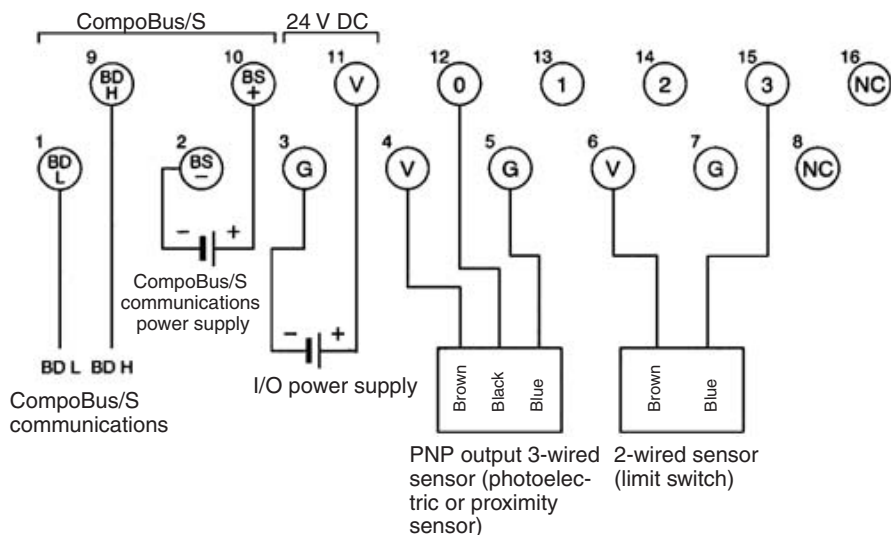 CompoBus/S
24 V DC
9
BD
H
10
BS
+
11
V
12
0
13
1
14
2
15
3
16
NC
1
BD
L
2
BS
−
3
G
4
V
5
G
6
V
7
G
8
NC
− +
CompoBus/S
communications
power supply
− +
BD L BD H
I/O power supply
CompoBus/S
communications
Brown
Black
Blue
Brown
Blue
PNP output 3-wired
sensor (photoelec-
tric or proximity
sensor)
2-wired sensor
(limit switch)